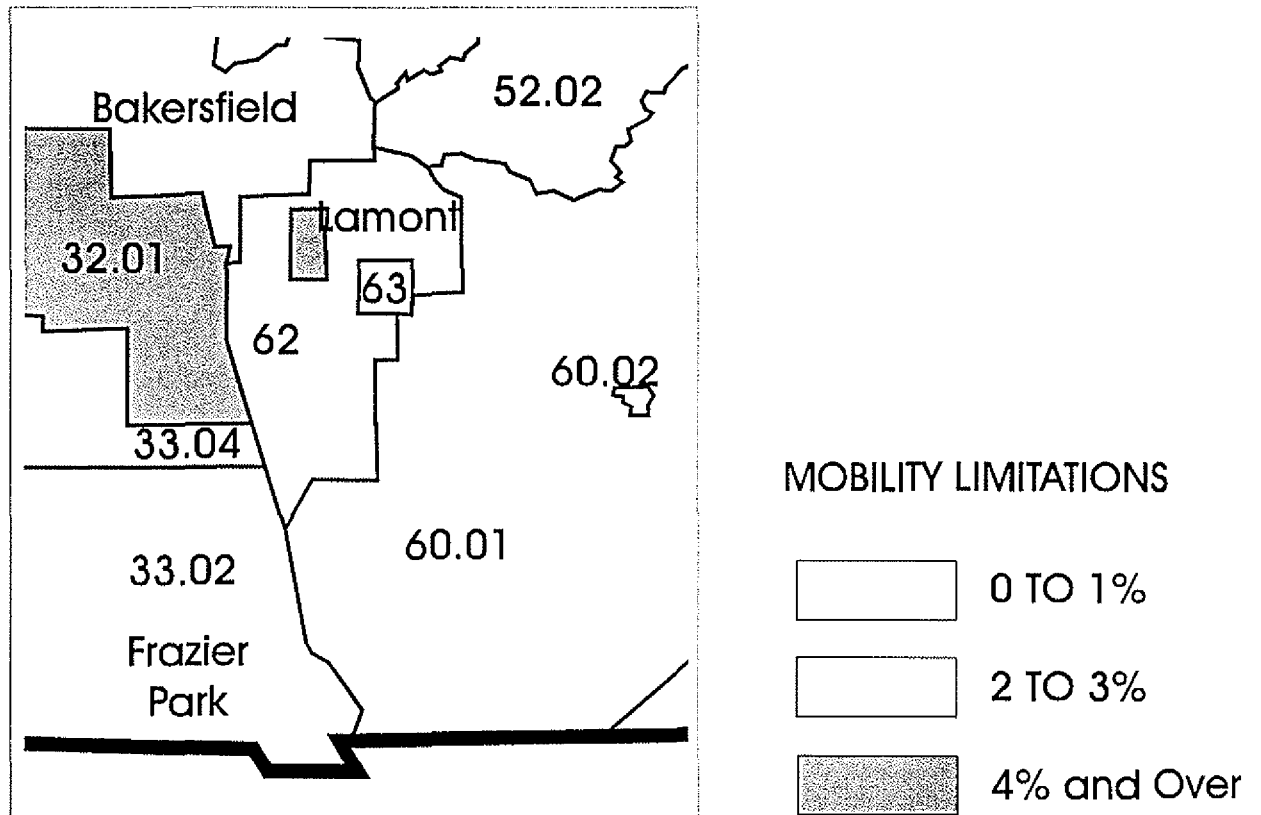 52.02
Bakersfield
Lamont
32.01
63
62
60.02
33.04
60.01
33.02
Frazier
Park
MOBILITY LIMITATIONS
0 TO 1%
2 TO 3%
4% and Over